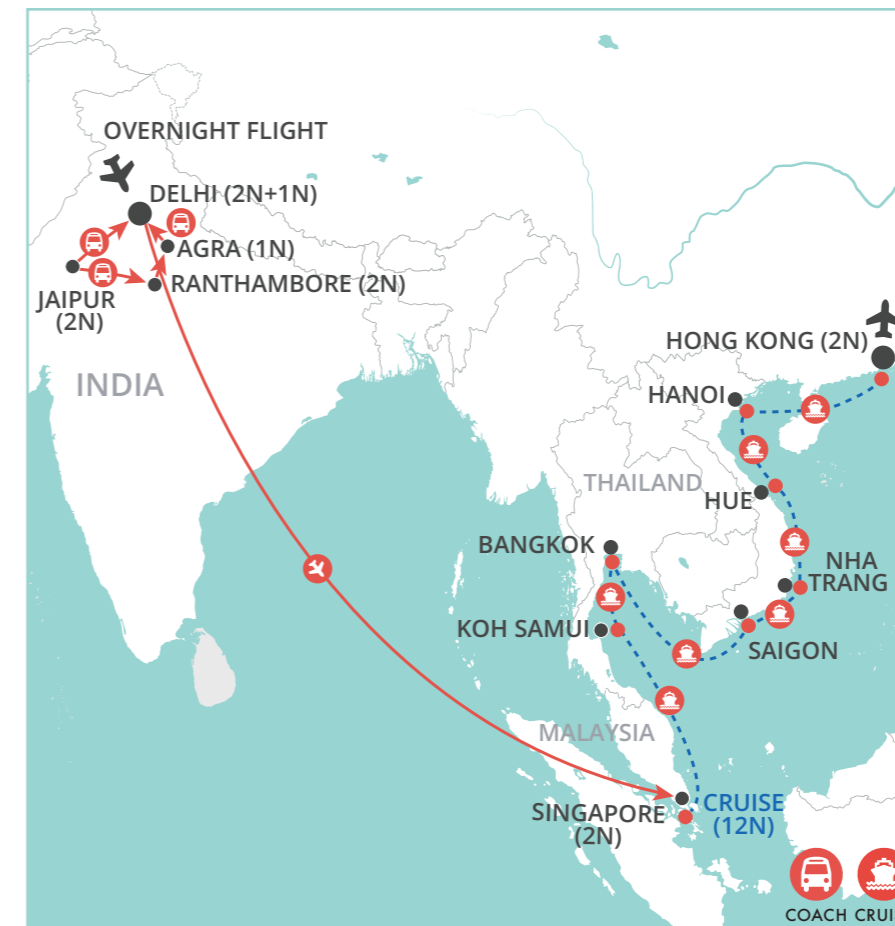 OVERNIGHT FLIGHT
DELHI (2N+1N)
AGRA (1N)
RANTHAMBORE (2N)
JAIPUR
(2N)
INDIA
HONG KONG (2N)
HANOI
THAILAND
HUE
BANGKOK
NHA
TRANG
KOH SAMUI
SAIGON
MALAYSIA
SINGAPORE
(2N)
CRUISE
(12N)
COACH CRUI